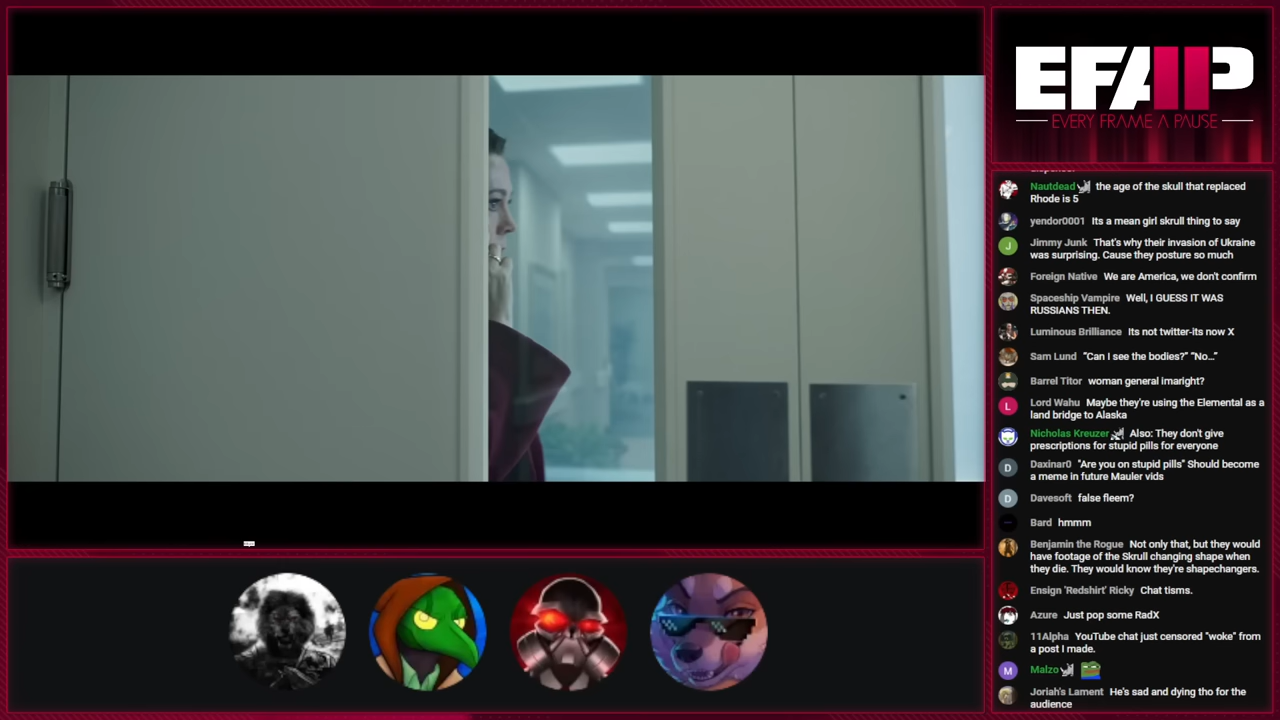 EFAP
EVERY FRAME A PAUSE
Nautdead the age of the skull that replaced
Rhode is 5
yendor0001 Its a mean girl skrull thing to say
Jimmy Junk That's why their invasion of Ukraine
was surprising. Cause they posture so much
Foreign Native We are America, we don't confirm
Spaceship Vampire Well, I GUESS IT WAS
RUSSIANS THEN.
Luminous Brilliance Its not twitter-its now X
Sam Lund “Can I see the bodies?” “No...”
Barrel Titor woman general imaright?
L
Lord Wahu Maybe they're using the Elemental as a
land bridge to Alaska
Nicholas Kreuzer Also: They don't give
prescriptions for stupid pills for everyone
D
Daxinar0 "Are you on stupid pills" Should become
a meme in future Mauler vids
D
Davesoft false fleem?
Bard hmmm
Benjamin the Rogue Not only that, but they would
have footage of the Skrull changing shape when
they die. They would know they're shapechangers.
Ensign 'Redshirt' Ricky Chat tisms.
Azure Just pop some RadX
11Alpha YouTube chat just censored "woke" from
a post I made.
M
Malzo
Joriah's Lament He's sad and dying tho for the
audience